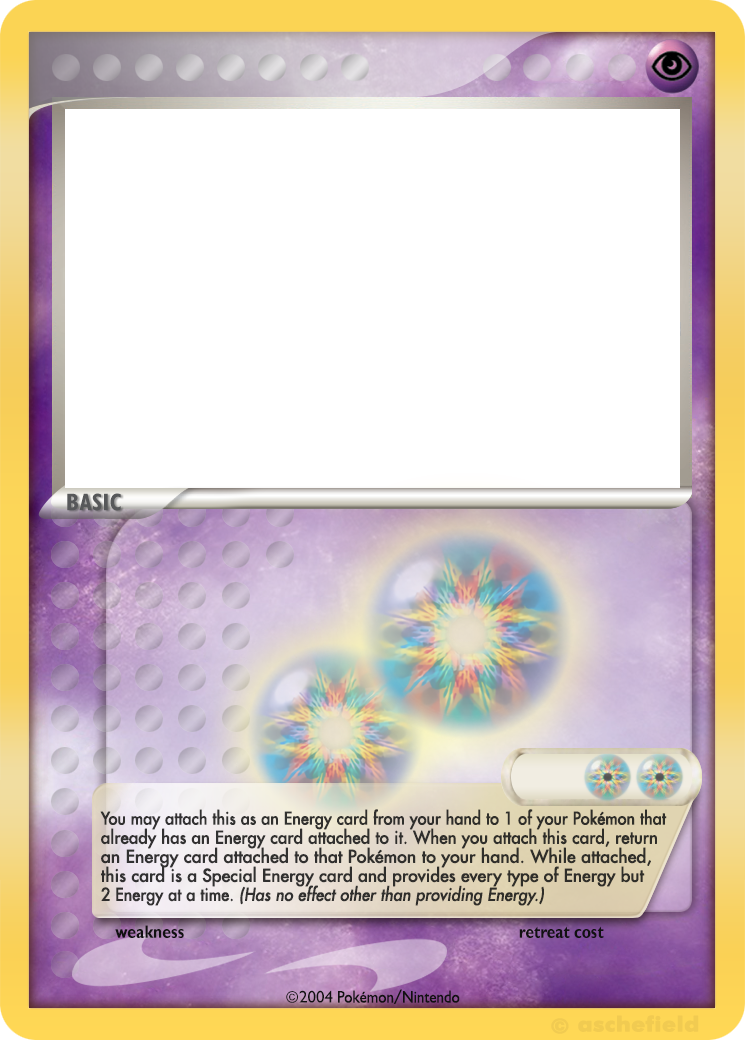 BASIC
You may attach this as an Energy card from your hand to 1 of your Pokémon that
already has an Energy card attached to it. When you attach this card, return
an Energy card attached to that Pokémon to your hand. While attached,
this card is a Special Energy card and provides every type of Energy but
2 Energy at a time. (Has no effect other than providing Energy.)
weakness
retreat cost
©2004 Pokémon/Nintendo
© aschefield